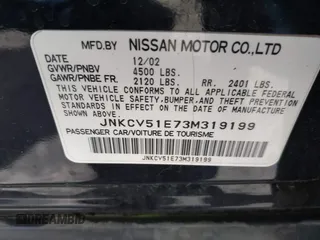 MFD.BY NISSAN MOTOR CO.,LTD
DATE 12/02
GVWR/PNBV 4500 LBS.
GAWR/PNBE FR. 2120 LBS. RR. 2401 LBS.
THIS VEHICLE CONFORMS TO ALL APPLICABLE FEDERAL
MOTOR VEHICLE SAFETY,BUMPER,AND THEFT PREVENTION
STANDARDS IN EFFECT ON THE DATE OF MANUFACTURE
SHOWN ABOVE.
JNKCV51E73M319199
PASSENGER CAR/VOITURE DE TOURISME
JNKCV51E73M319199
DREAMBID